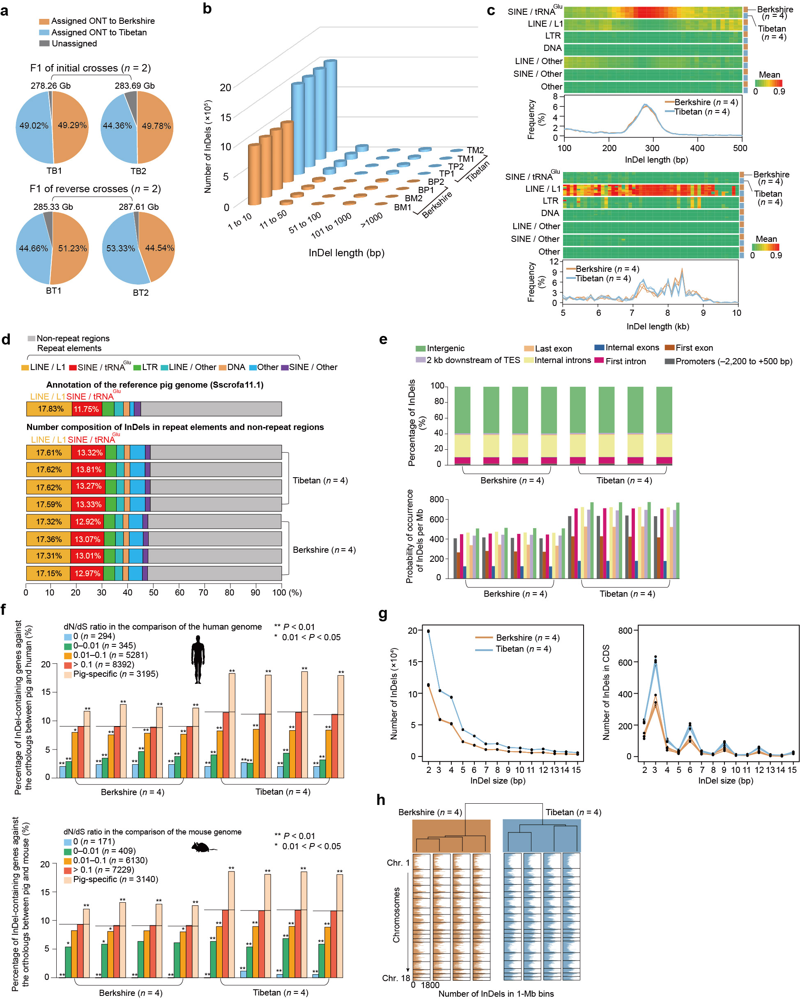 a
Assigned ONT to Berkshire
Assigned ONT to Tibetan
Unassigned
F1 of initial crosses (n = 2)
278.26 Gb
283.69 Gb
49.02%
49.29%
44.36%
49.78%
TB1
TB2
F1 of reverse crosses (n = 2)
285.33 Gb
287.61 Gb
44.66%
51.23%
53.33%
44.54%
BT1
BT2
b
Number of InDels (×10⁵)
20
15
10
5
0
1 to 10
11 to 50
51 to 100
101 to 1000
>1000
InDel length (bp)
TM2
TM1
TP2
TP1
Tibetan
BP2
BP1
BM2
BM1
Berkshire
c
SINE / tRNA Glu
LINE / L1
LTR
DNA
LINE / Other
SINE / Other
Other
Berkshire
(n = 4)
Tibetan
(n = 4)
Mean
0 0.9
Frequency
(%)
8
6
4
2
0
Berkshire (n = 4)
Tibetan (n = 4)
100 200 300 400 500
InDel length (bp)
SINE / tRNA Glu
LINE / L1
LTR
DNA
LINE / Other
SINE / Other
Other
Berkshire
(n = 4)
Tibetan
(n = 4)
Mean
0 0.9
Frequency
(%)
12
9
6
3
0
Berkshire (n = 4)
Tibetan (n = 4)
5 6 7 8 9 10
InDel length (kb)
d
Non-repeat regions
Repeat elements
LINE / L1 SINE / tRNA Glu LTR LINE / Other DNA Other SINE / Other
Annotation of the reference pig genome (Sscrofa11.1)
LINE / L1 SINE / tRNA Glu
17.83% 11.75%
Number composition of InDels in repeat elements and non-repeat regions
LINE / L1 SINE / tRNA Glu
17.61% 13.32%
17.62% 13.81%
17.62% 13.27%
17.59% 13.33%
Tibetan (n = 4)
17.32% 12.92%
17.36% 13.07%
17.31% 13.01%
17.15% 12.97%
Berkshire (n = 4)
0 10 20 30 40 50 60 70 80 90 100 (%)
e
Intergenic
Last exon
Internal exons
First exon
2 kb downstream of TES
Internal introns
First intron
Promoters (–2,200 to +500 bp)
Percentage of InDels
(%)
100
80
60
40
20
0
Berkshire (n = 4)
Tibetan (n = 4)
Probability of occurrence
of InDels per Mb
800
600
400
200
0
Berkshire (n = 4)
Tibetan (n = 4)
f
Percentage of InDel-containing genes against
the orthologs between pig and human (%)
dN/dS ratio in the comparison of the human genome
0 (n = 294)
0–0.01 (n = 345)
0.01–0.1 (n = 5281)
> 0.1 (n = 8392)
Pig-specific (n = 3195)
** P < 0.01
* 0.01 < P < 0.05
20
15
10
5
0
** ** * **
** ** ** **
** ** ** **
** ** ** **
** ** ** **
** ** ** **
** ** ** **
** ** ** **
Berkshire (n = 4)
Tibetan (n = 4)
Percentage of InDel-containing genes against
the orthologs between pig and mouse (%)
dN/dS ratio in the comparison of the mouse genome
0 (n = 171)
0–0.01 (n = 409)
0.01–0.1 (n = 6130)
> 0.1 (n = 7229)
Pig-specific (n = 3140)
** P < 0.01
* 0.01 < P < 0.05
20
15
10
5
0
** * **
** * * **
** **
** * **
** ** ** **
** ** ** **
** ** ** **
** ** ** **
Berkshire (n = 4)
Tibetan (n = 4)
g
Number of InDels (×10⁴)
20
10
5
0
Berkshire (n = 4)
Tibetan (n = 4)
2 3 4 5 6 7 8 9 10 11 12 13 14 15
InDel size (bp)
Number of InDels in CDS
800
600
400
200
0
2 3 4 5 6 7 8 9 10 11 12 13 14 15
InDel size (bp)
h
Berkshire (n = 4)
Tibetan (n = 4)
Chr. 1
Chromosomes
Chr. 18
0 1800
Number of InDels in 1-Mb bins